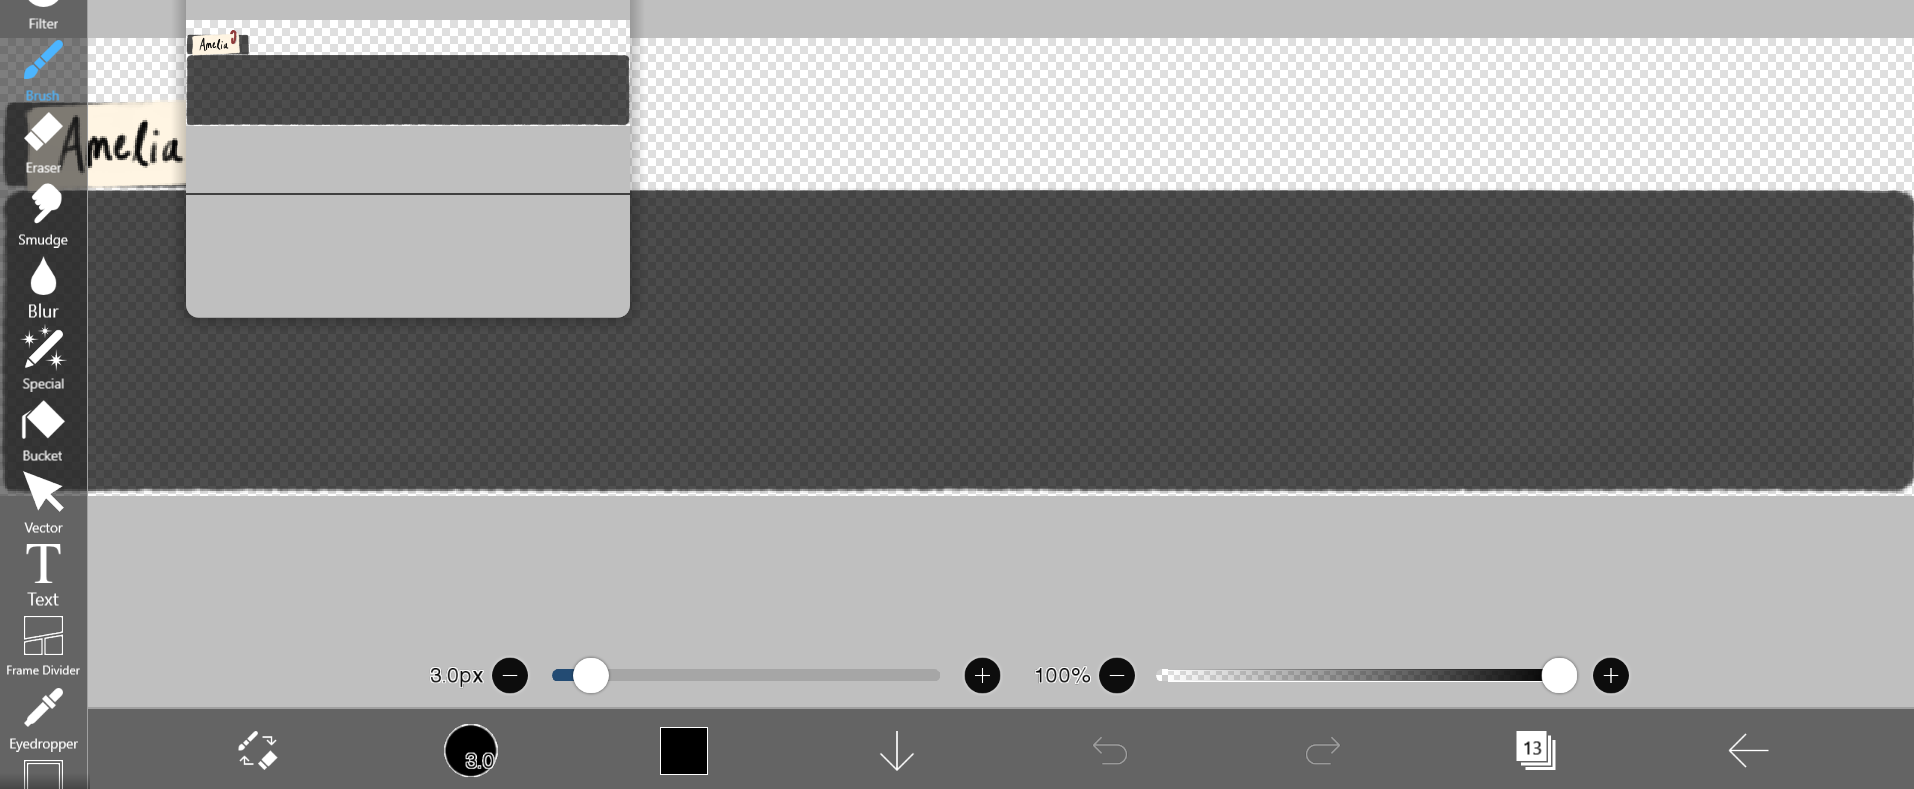 Filter
Amelia
Brush
Amelia
Eraser
Smudge
Blur
Special
Bucket
Vector
T
Text
Frame Divider
3.0px
100%
Eyedropper
3.0
13